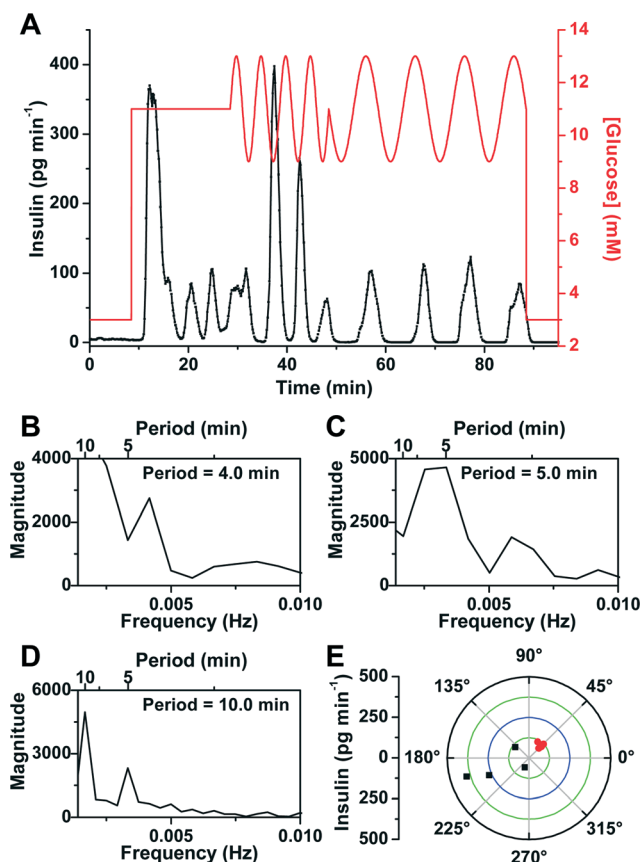 A
Insulin (pg min⁻¹)
400
300
200
100
0
14
12
10
8
6
4
2
[Glucose] (mM)
0 20 40 60 80
Time (min)
B
Period (min)
10 5
Magnitude
4000
2000
0
Period = 4.0 min
0.005 0.010
Frequency (Hz)
C
Period (min)
10 5
Magnitude
5000
2500
0
Period = 5.0 min
0.005 0.010
Frequency (Hz)
D
Period (min)
10 5
Magnitude
6000
3000
0
Period = 10.0 min
0.005 0.010
Frequency (Hz)
E
Insulin (pg min⁻¹)
500
250
0
250
500
90°
135° 45°
180° 0°
225° 315°
270°